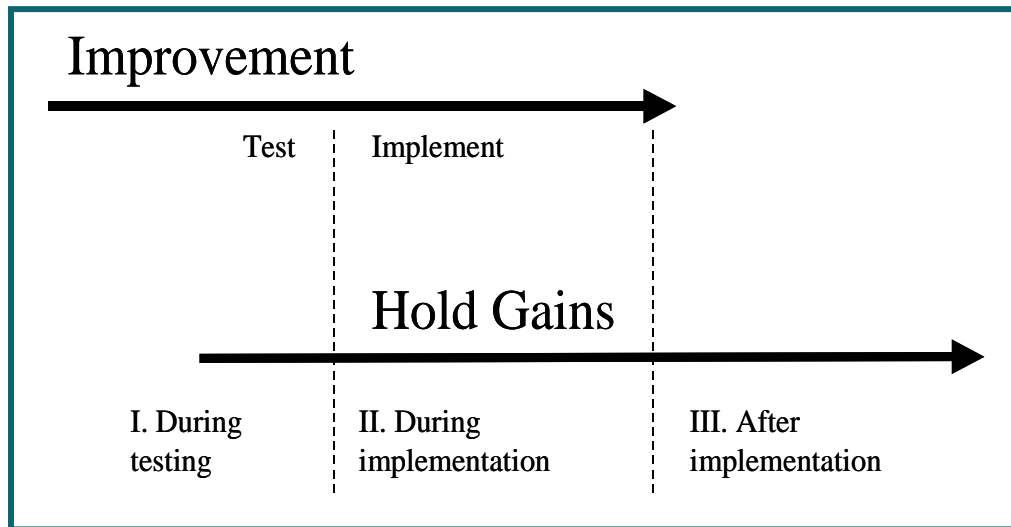 Improvement
Test
Implement
Hold Gains
I. During
testing
II. During
implementation
III. After
implementation